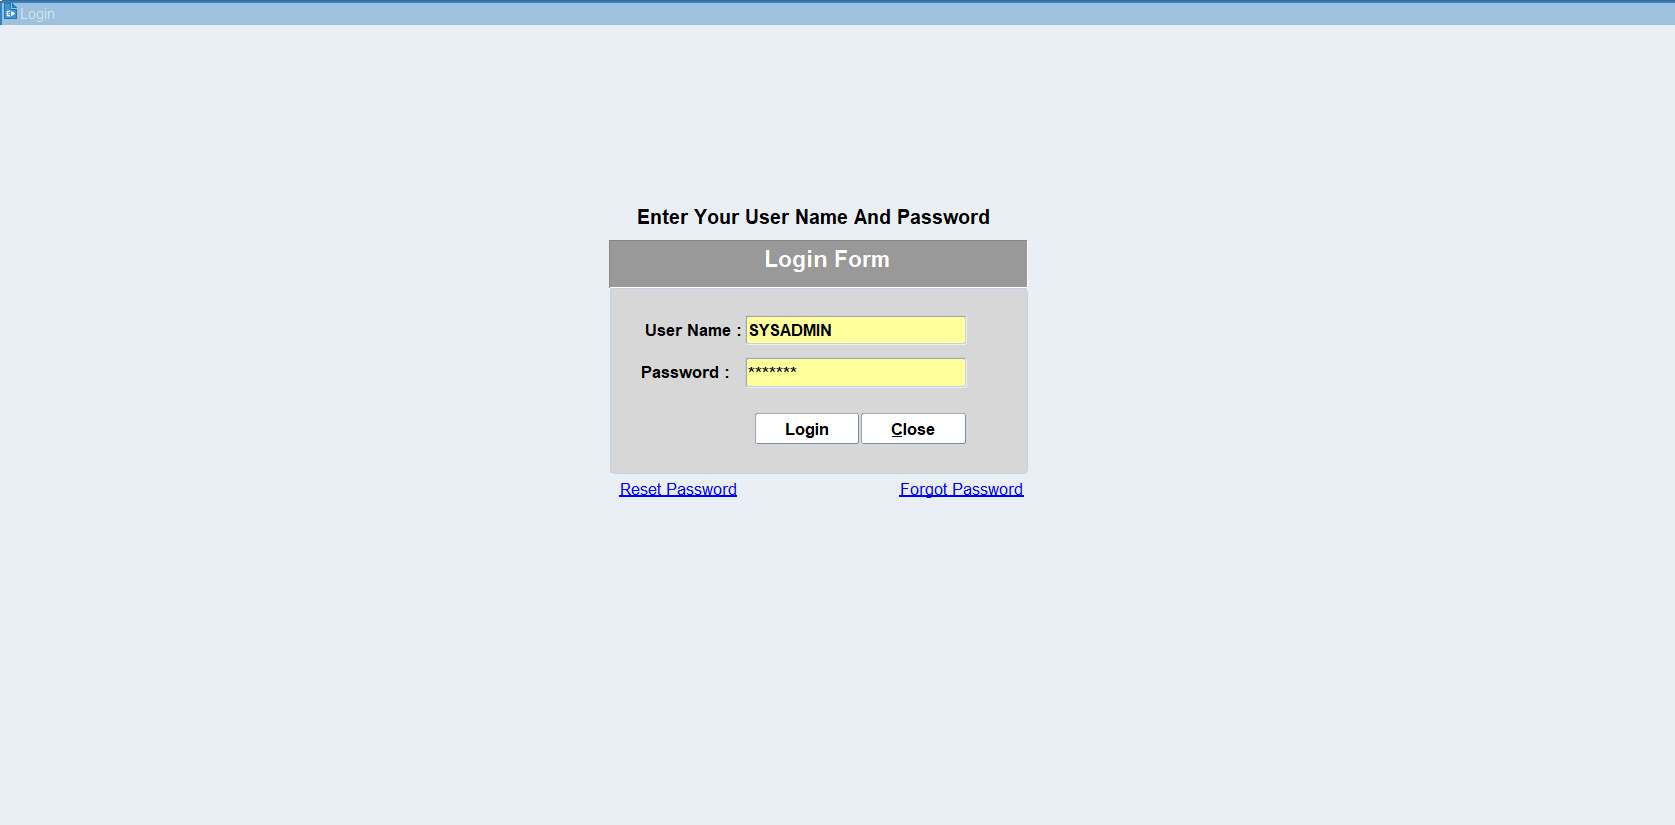 Login
Enter Your User Name And Password
Login Form
User Name : SYSADMIN
Password : *******
Login Close
Reset Password Forgot Password